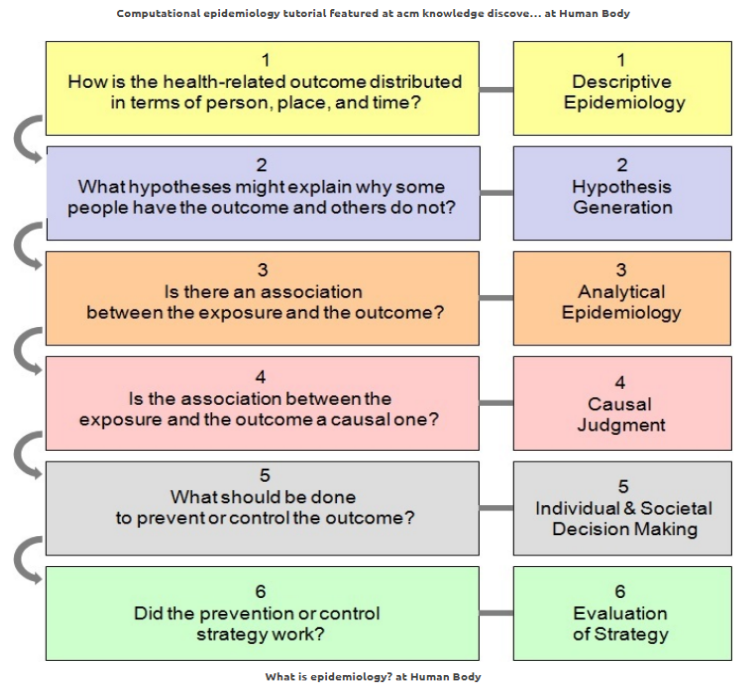 Computational epidemiology tutorial featured at acm knowledge discove... at Human Body
1
How is the health-related outcome distributed
in terms of person, place, and time?
1
Descriptive
Epidemiology
2
What hypotheses might explain why some
people have the outcome and others do not?
2
Hypothesis
Generation
3
Is there an association
between the exposure and the outcome?
3
Analytical
Epidemiology
4
Is the association between the
exposure and the outcome a causal one?
4
Causal
Judgment
5
What should be done
to prevent or control the outcome?
5
Individual & Societal
Decision Making
6
Did the prevention or control
strategy work?
6
Evaluation
of Strategy
What is epidemiology? at Human Body